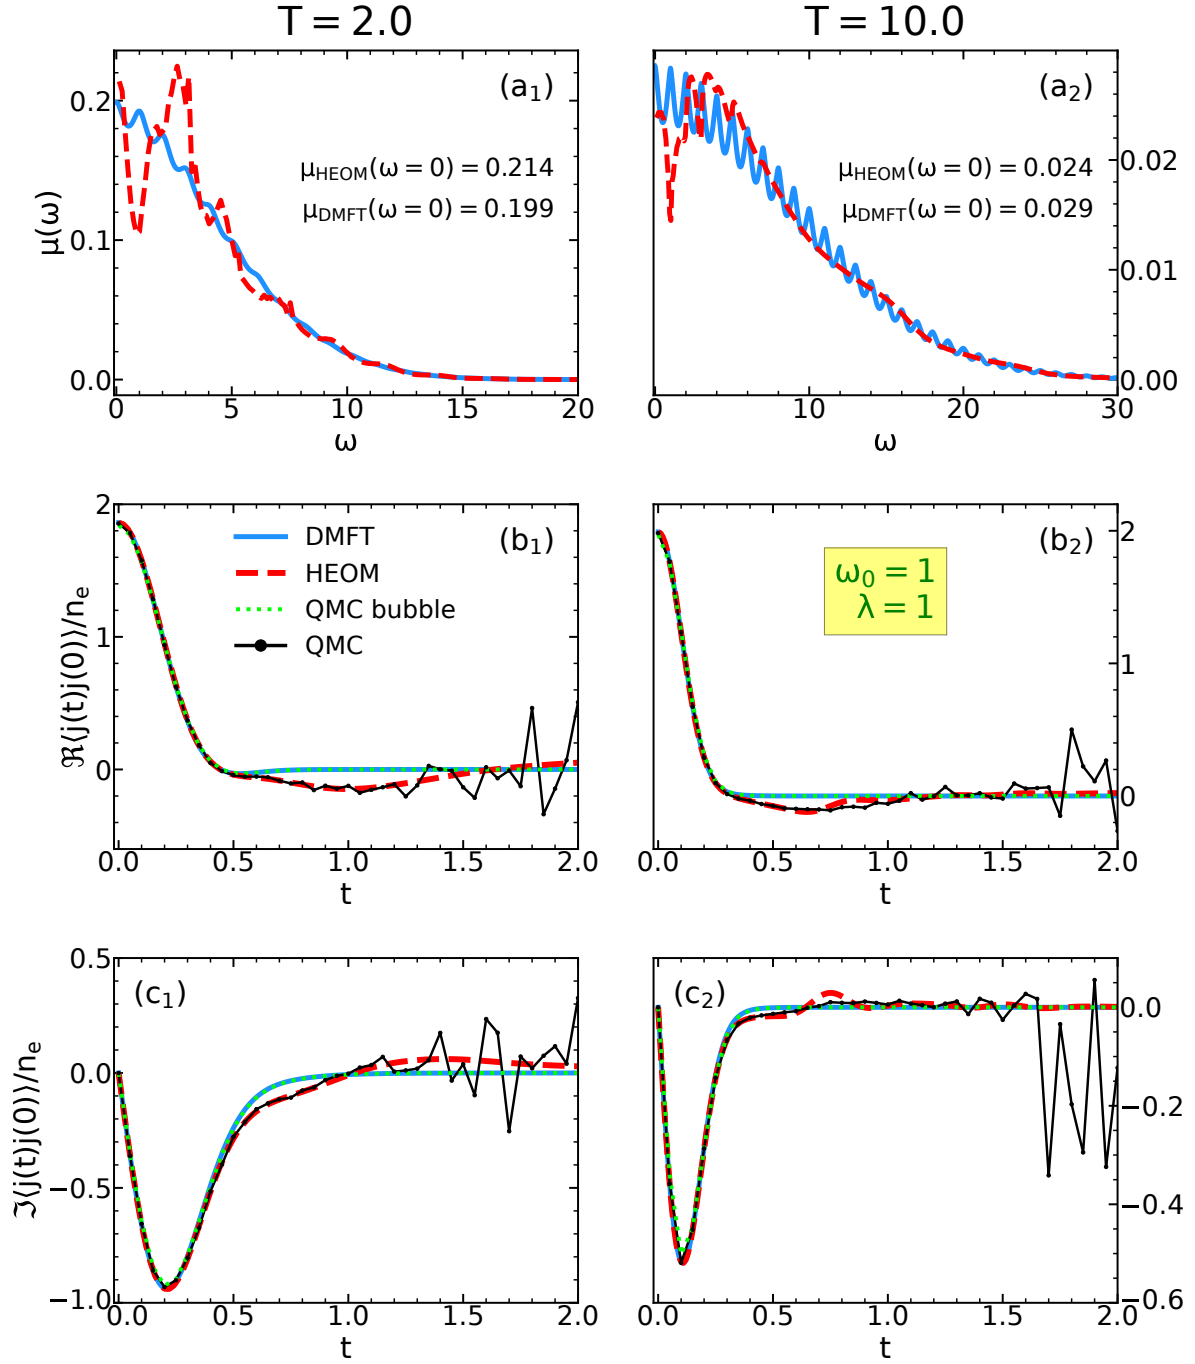 T = 2.0
T = 10.0
(a₁)
μ_HEOM(ω = 0) = 0.214
μ_DMFT(ω = 0) = 0.199
μ(ω)
0.2
0.1
0.0
0 5 10 15 20
ω
(a₂)
μ_HEOM(ω = 0) = 0.024
μ_DMFT(ω = 0) = 0.029
0.02
0.01
0.00
0 10 20 30
ω
(b₁)
DMFT
HEOM
QMC bubble
QMC
ℜ⟨j(t)j(0)⟩/nₑ
2
1
0
0.0 0.5 1.0 1.5 2.0
t
(b₂)
ω₀ = 1
λ = 1
2
1
0
0.0 0.5 1.0 1.5 2.0
t
(c₁)
ℑ⟨j(t)j(0)⟩/nₑ
0.5
0.0
−0.5
−1.0
0.0 0.5 1.0 1.5 2.0
t
(c₂)
0.0
−0.2
−0.4
−0.6
0.0 0.5 1.0 1.5 2.0
t